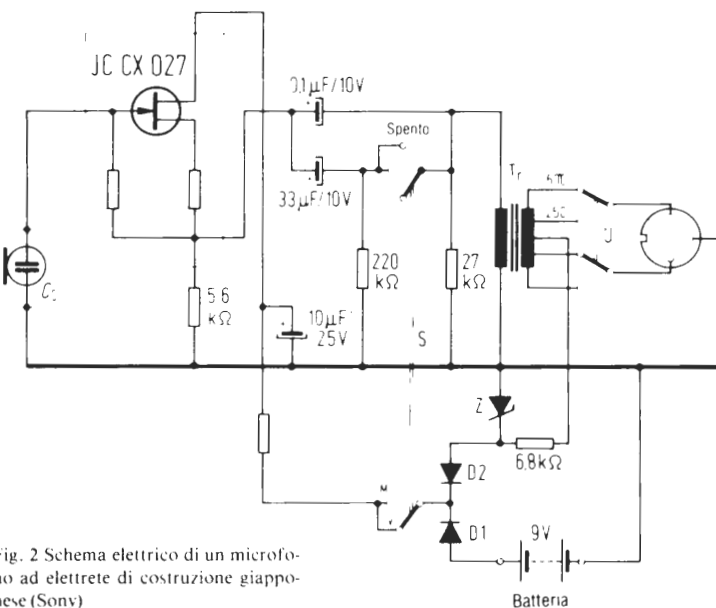 JC CX 027
0,1 µF/10V
Spento
33µF/10V
Tr
U
220
kΩ
27
kΩ
5.6
kΩ
10µF
25V
S
Z
6,8kΩ
D2
M
D1
9V
Batteria
Fig. 2 Schema elettrico di un microfo-
no ad elettrete di costruzione giappo-
nese (Sony)